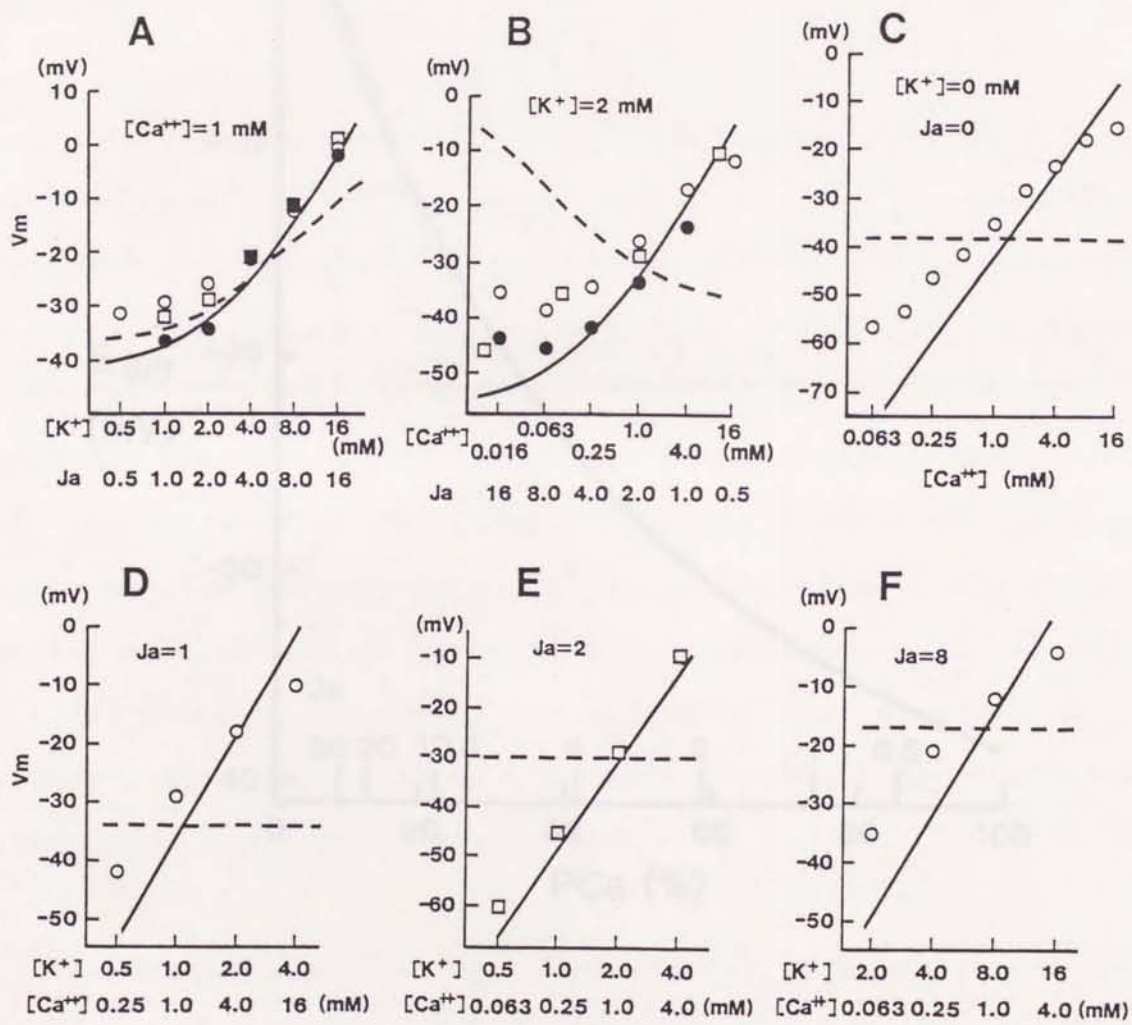 A
(mV)
10
0
-10
-20
-30
-40
Vm
[Ca++]=1 mM
[K+] 0.5 1.0 2.0 4.0 8.0 16
(mM)
Ja 0.5 1.0 2.0 4.0 8.0 16
B
(mV)
0
-10
-20
-30
-40
-50
[K+]=2 mM
[Ca++] 0.063 1.0 16
0.016 0.25 4.0 (mM)
Ja 16 8.0 4.0 2.0 1.0 0.5
C
(mV)
0
-10
-20
-30
-40
-50
-60
-70
[K+]=0 mM
Ja=0
0.063 0.25 1.0 4.0 16
[Ca++] (mM)
D
(mV)
0
-10
-20
-30
-40
-50
Vm
Ja=1
[K+] 0.5 1.0 2.0 4.0
[Ca++] 0.25 1.0 4.0 16 (mM)
E
(mV)
-10
-20
-30
-40
-50
-60
Ja=2
[K+] 0.5 1.0 2.0 4.0
[Ca++] 0.063 0.25 1.0 4.0 (mM)
F
(mV)
0
-10
-20
-30
-40
-50
Ja=8
[K+] 2.0 4.0 8.0 16
[Ca++] 0.063 0.25 1.0 4.0 (mM)
PCa (%)